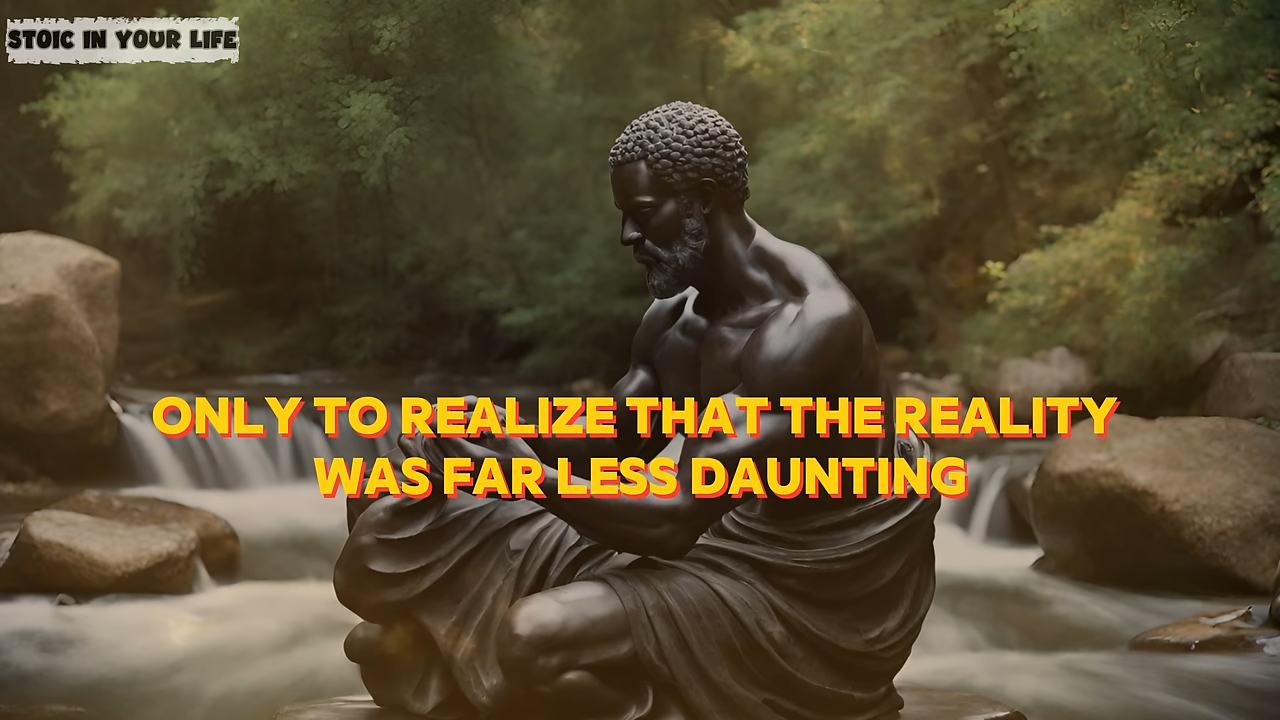 STOIC IN YOUR LIFE
ONLY TO REALIZE THAT THE REALITY
WAS FAR LESS DAUNTING